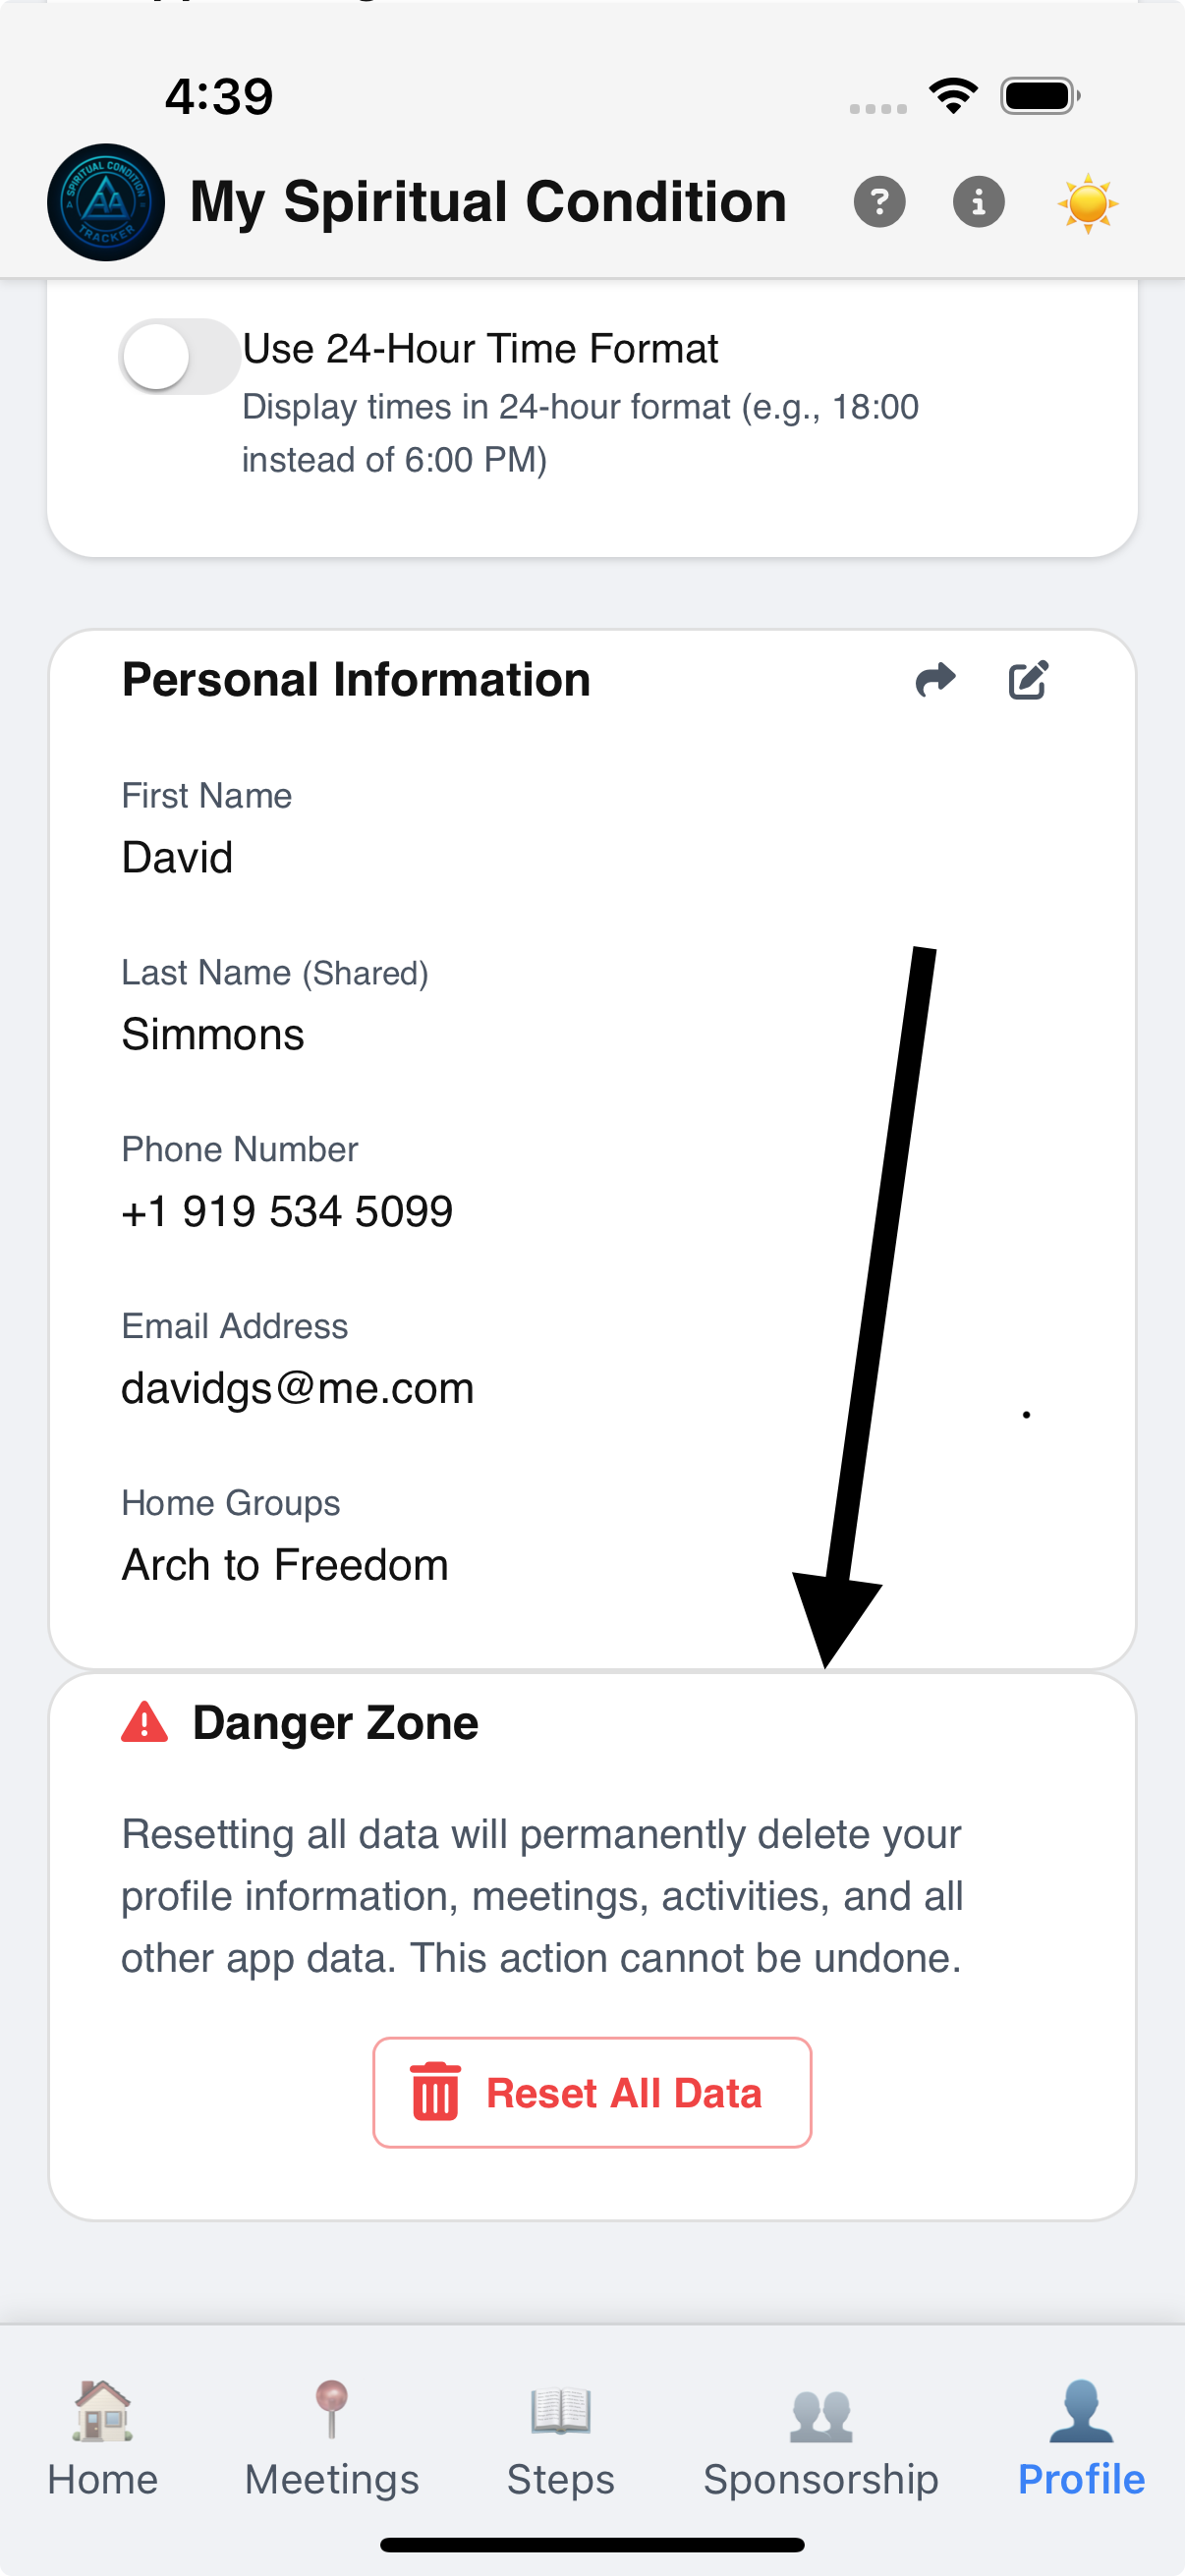 4:39
SPIRITUAL CONDITION
AA
TRACKER
My Spiritual Condition
Use 24-Hour Time Format
Display times in 24-hour format (e.g., 18:00
instead of 6:00 PM)
Personal Information
First Name
David
Last Name (Shared)
Simmons
Phone Number
+1 919 534 5099
Email Address
davidgs@me.com
Home Groups
Arch to Freedom
Danger Zone
Resetting all data will permanently delete your
profile information, meetings, activities, and all
other app data. This action cannot be undone.
Reset All Data
Home Meetings Steps Sponsorship Profile